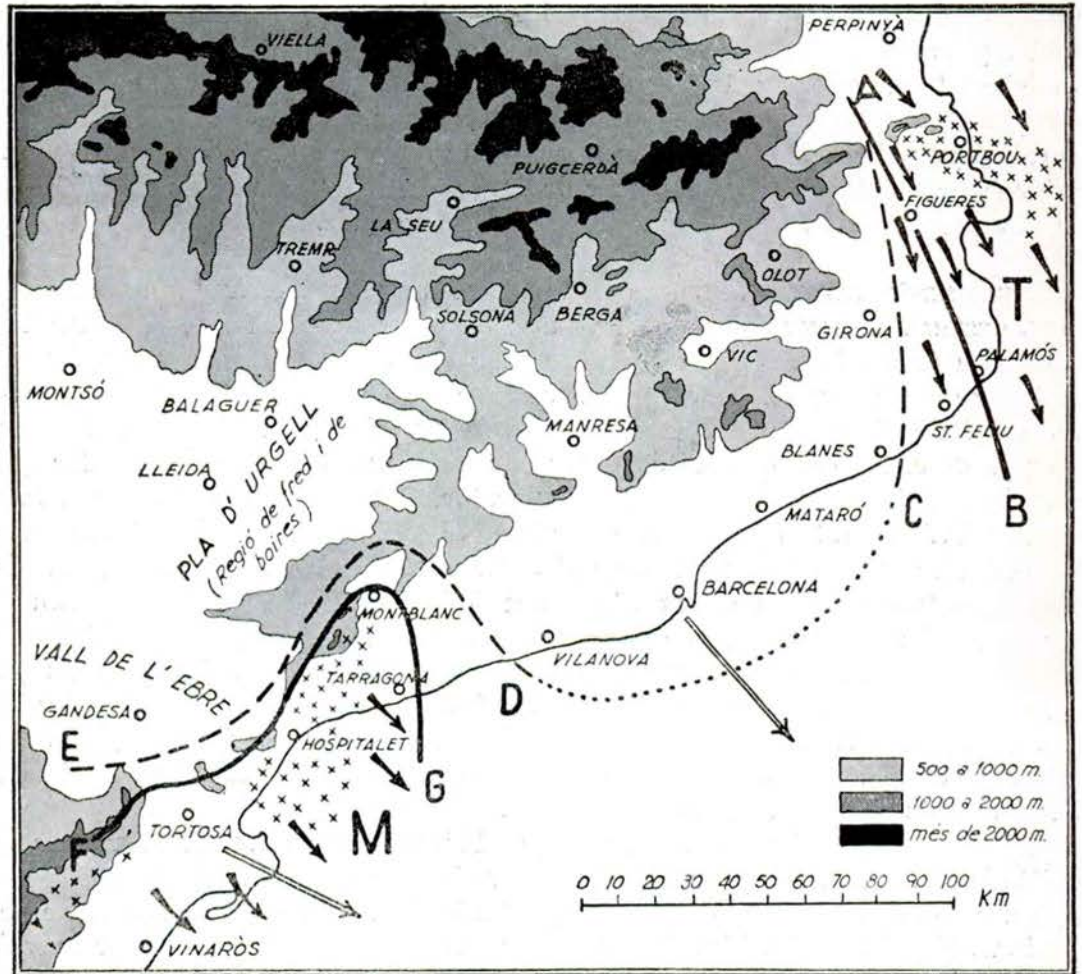 PERPINYÀ
VIELLA
A
PORTBOU
PUIGCERDÀ
LA SEU
FIGUERES
TREMP
OLOT
T
SOLSONA
BERGA
GIRONA
VIC
PALAMÓS
MONTSÓ
BALAGUER
ST. FELIU
MANRESA
BLANES
LLEIDA
PLA D' URGELL
(Regió de fred i de
boires)
MATARÓ
C
B
MONTBLANC
BARCELONA
VALL DE L' EBRE
VILANOVA
TARRAGONA
D
GANDESA
E
HOSPITALET
G
500 a 1000 m.
1000 a 2000 m.
més de 2000 m.
TORTOSA
M
F
0 10 20 30 40 50 60 70 80 90 100
Km
VINARÒS